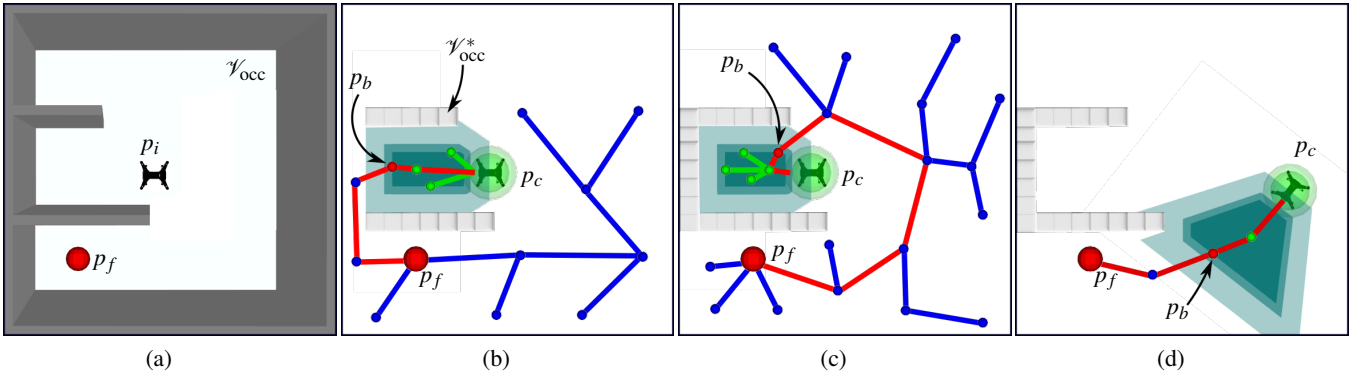 𝒱occ
p_i
p_f
(a)
𝒱*occ
p_b
p_c
p_f
(b)
p_b
p_c
p_f
(c)
p_c
p_f
p_b
(d)